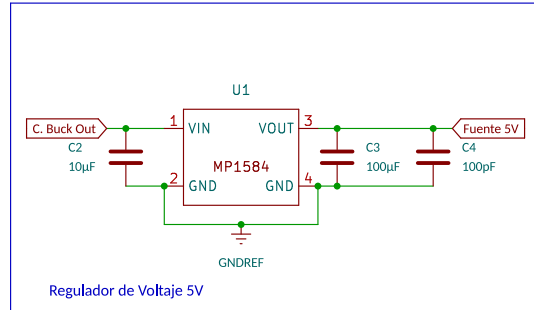 U1
C. Buck Out
1
VIN
VOUT
3
Fuente 5V
C2
10µF
MP1584
C3
100µF
C4
100pF
2
GND
GND
4
GNDREF
Regulador de Voltaje 5V